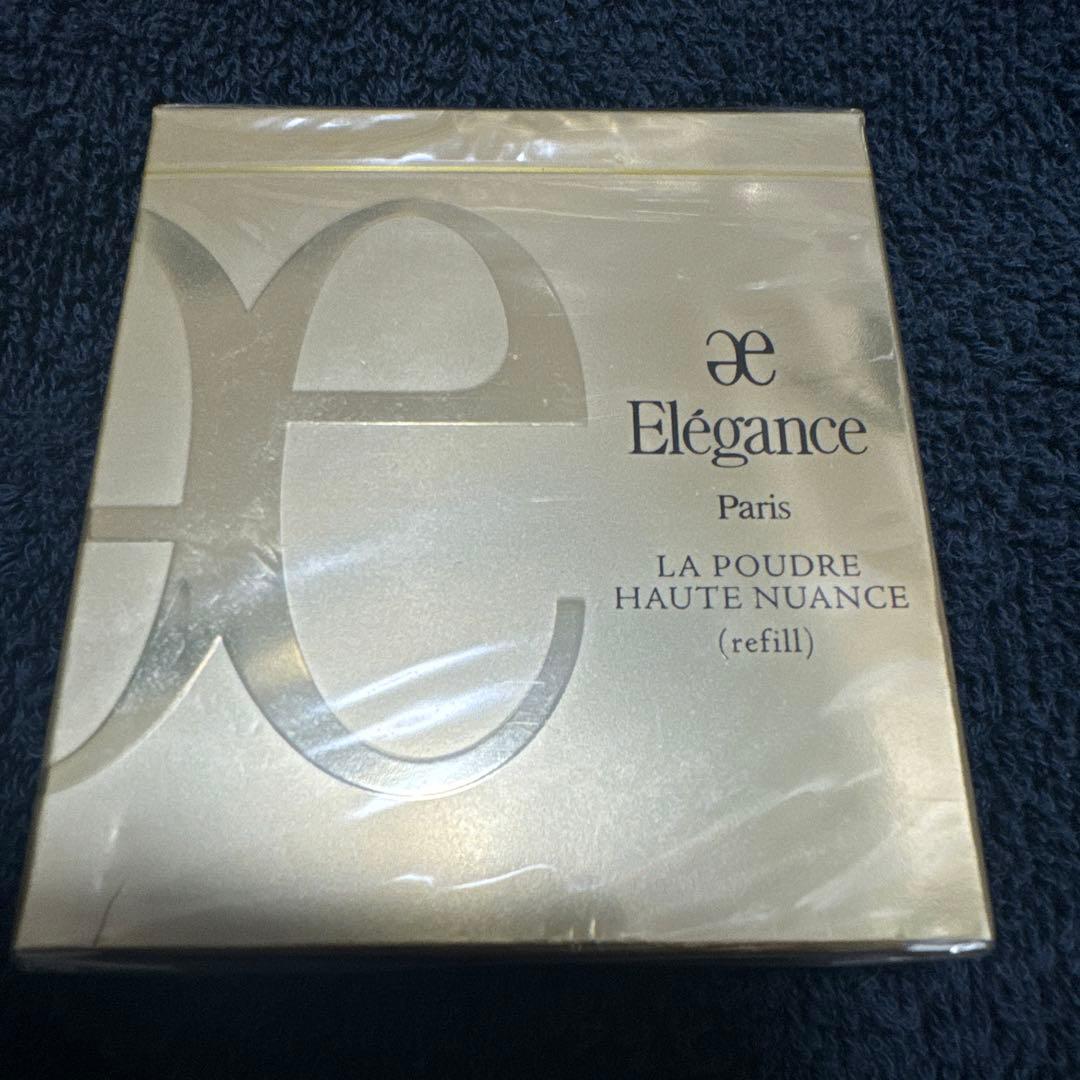 æ
Elégance
Paris
LA POUDRE
HAUTE NUANCE
(refill)